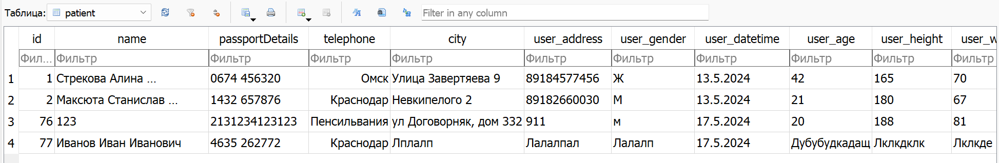 Таблица: patient Filter in any column
id name passportDetails telephone city user_address user_gender user_datetime user_age user_height user_w
Фил... Фильтр Фильтр Фильтр Фильтр Фильтр Фильтр Фильтр Фильтр Фильтр Фильтр
1 1 Стрекова Алина ... 0674 456320 Омск Улица Завертяева 9 89184577456 Ж 13.5.2024 42 165 70
2 2 Максюта Станислав ... 1432 657876 Краснодар Невкипелого 2 89182660030 М 13.5.2024 21 180 67
3 76 123 2131234123123 Пенсильвания ул Договорняк, дом 332 911 м 17.5.2024 20 188 81
4 77 Иванов Иван Иванович 4635 262772 Краснодар Лплалп Лалалпал Лалалп 17.5.2024 Дубубудкадащ Лклкдклк Лклкде